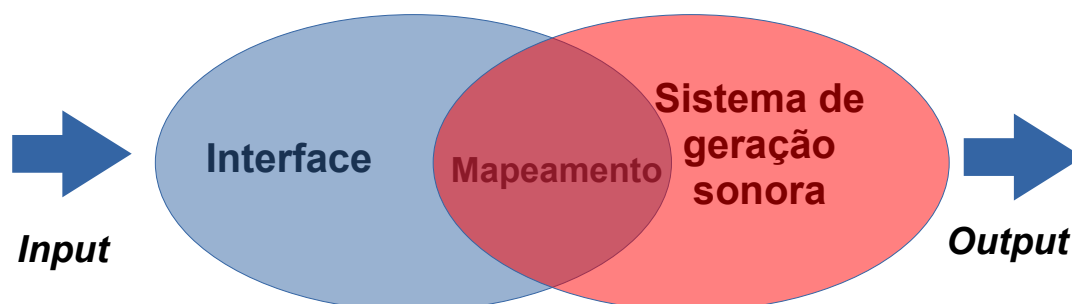 Interface
Mapeamento
Sistema de
geração
sonora
Input
Output